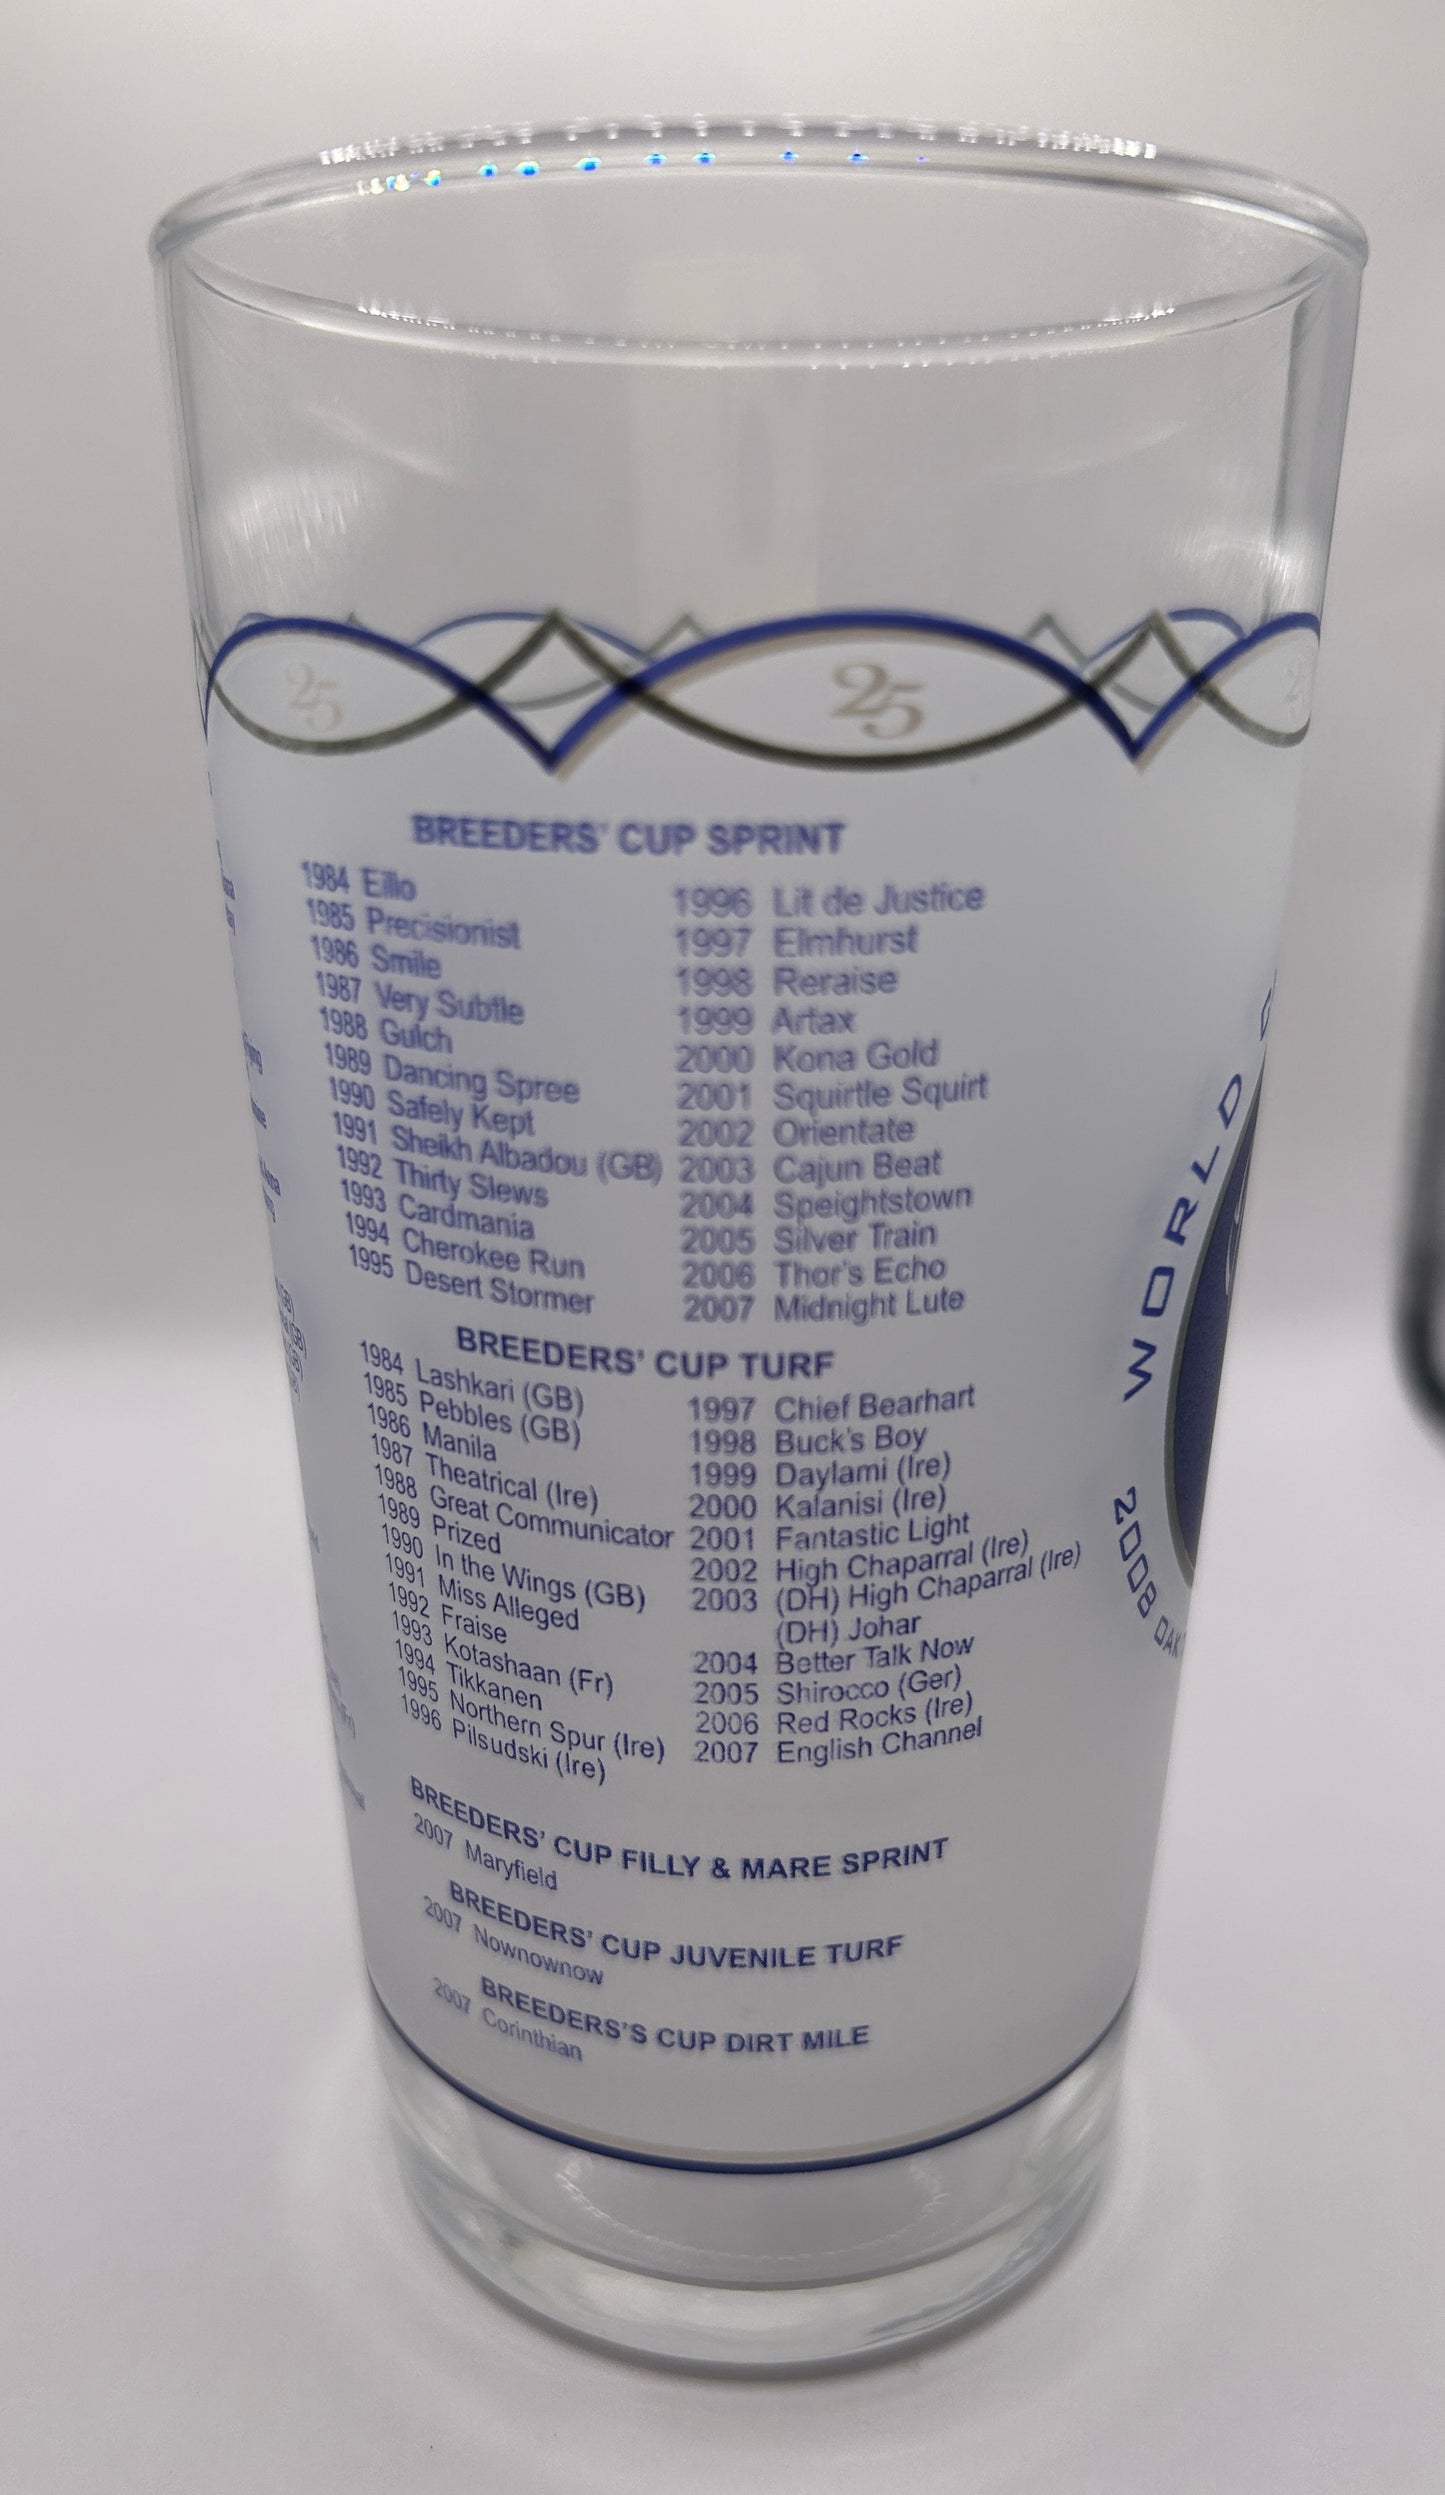 25
25
BREEDERS' CUP SPRINT
1984 Eillo
1985 Precisionist
1986 Smile
1987 Very Subtle
1988 Gulch
1989 Dancing Spree
1990 Safely Kept
1991 Sheikh Albadou (GB)
1992 Thirty Slews
1993 Cardmania
1994 Cherokee Run
1995 Desert Stormer
1996 Lit de Justice
1997 Elmhurst
1998 Reraise
1999 Artax
2000 Kona Gold
2001 Squirtle Squirt
2002 Orientate
2003 Cajun Beat
2004 Speightstown
2005 Silver Train
2006 Thor's Echo
2007 Midnight Lute
BREEDERS' CUP TURF
1984 Lashkari (GB)
1985 Pebbles (GB)
1986 Manila
1987 Theatrical (Ire)
1988 Great Communicator
1989 Prized
1990 In the Wings (GB)
1991 Miss Alleged
1992 Fraise
1993 Kotashaan (Fr)
1994 Tikkanen
1995 Northern Spur (Ire)
1996 Pilsudski (Ire)
1997 Chief Bearhart
1998 Buck's Boy
1999 Daylami (Ire)
2000 Kalanisi (Ire)
2001 Fantastic Light
2002 High Chaparral (Ire)
2003 (DH) High Chaparral (Ire)
(DH) Johar
2004 Better Talk Now
2005 Shirocco (Ger)
2006 Red Rocks (Ire)
2007 English Channel
BREEDERS' CUP FILLY & MARE SPRINT
2007 Maryfield
BREEDERS' CUP JUVENILE TURF
2007 Nownownow
BREEDERS'S CUP DIRT MILE
2007 Corinthian
WORLD
2008 OAK